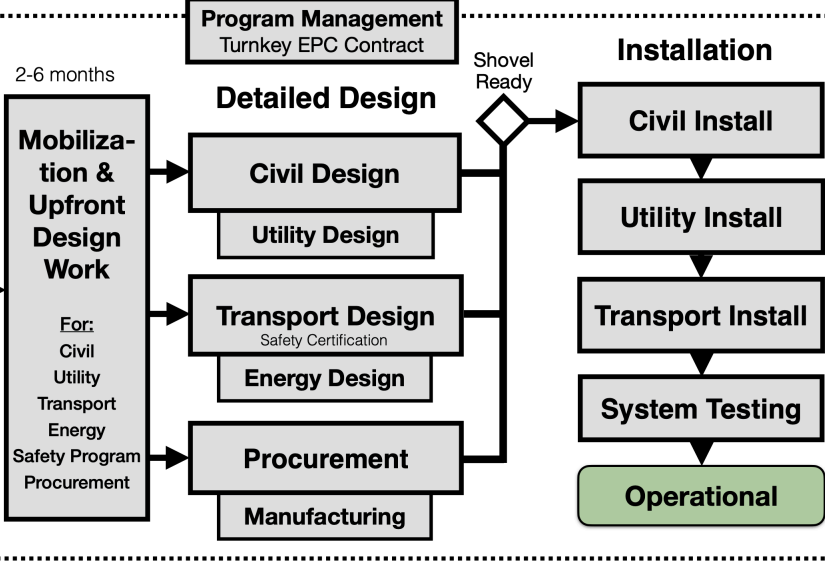 Program Management
Turnkey EPC Contract
2-6 months
Mobiliza-
tion &
Upfront
Design
Work
For:
Civil
Utility
Transport
Energy
Safety Program
Procurement
Detailed Design
Civil Design
Utility Design
Transport Design
Safety Certification
Energy Design
Procurement
Manufacturing
Shovel
Ready
Installation
Civil Install
Utility Install
Transport Install
System Testing
Operational